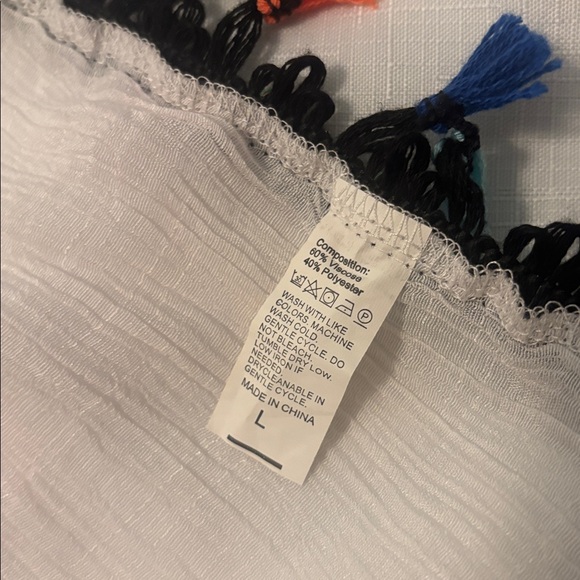 Composition:
60% Viscose
40% Polyester
WASH WITH LIKE
COLORS, MACHINE
WASH COLD.
GENTLE CYCLE. DO
NOT BLEACH.
TUMBLE DRY LOW.
LOW IRON IF
NEEDED.
DRYCLEANABLE IN
GENTLE CYCLE.
MADE IN CHINA
L